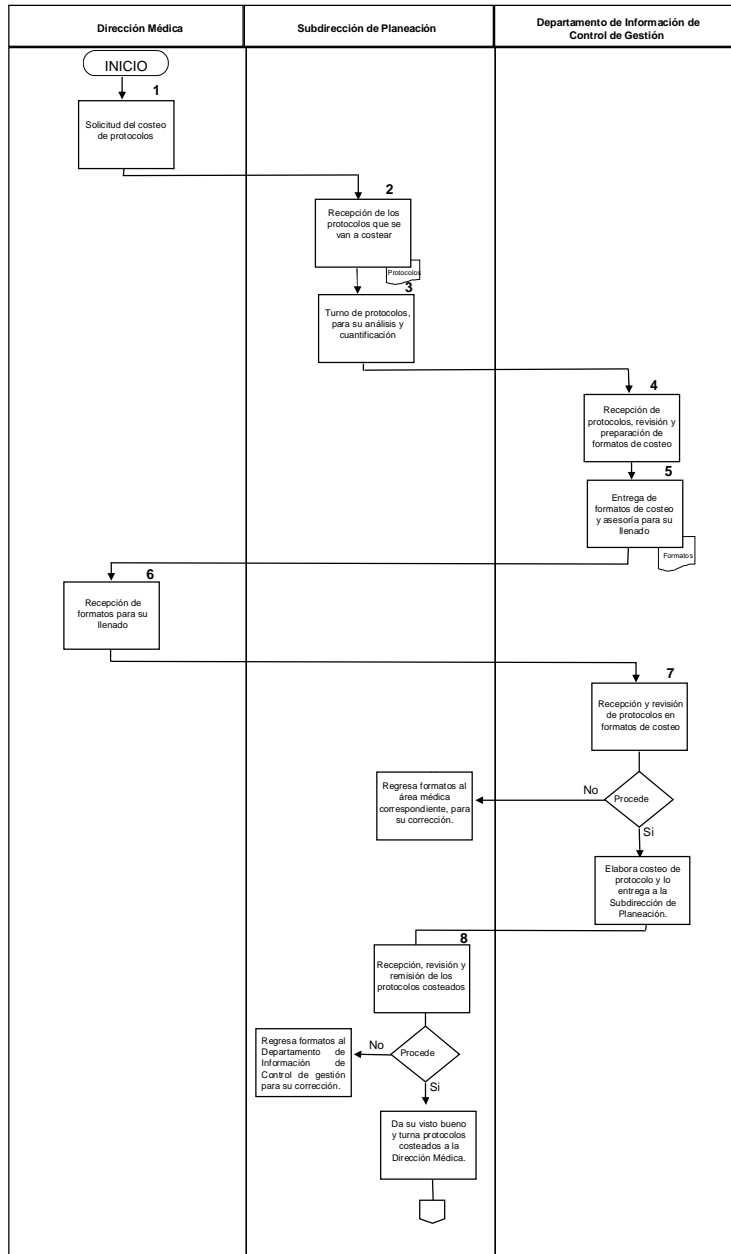 Dirección Médica
Subdirección de Planeación
Departamento de Información de
Control de Gestión
INICIO
1
Solicitud del costeo
de protocolos
2
Recepción de los
protocolos que se
van a costear
Protocolos
3
Turno de protocolos,
para su análisis y
cuantificación
4
Recepción de
protocolos, revisión y
preparación de
formatos de costeo
5
Entrega de
formatos de costeo
y asesoría para su
llenado
Formatos
6
Recepción de
formatos para su
llenado
7
Recepción y revisión
de protocolos en
formatos de costeo
Procede
No
Regresa formatos al
área médica
correspondiente, para
su corrección.
Si
Elabora costeo de
protocolo y lo
entrega a la
Subdirección de
Planeación.
8
Recepción, revisión y
remisión de los
protocolos costeados
Procede
No
Regresa formatos al
Departamento de
Información de
Control de gestión
para su corrección.
Si
Da su visto bueno
y turna protocolos
costeados a la
Dirección Médica.